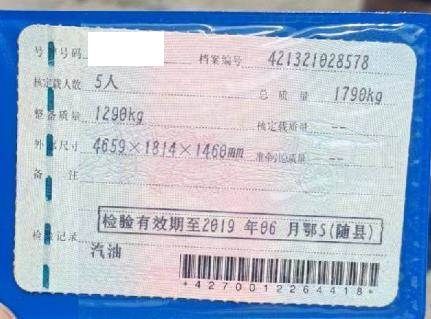 号牌号码 档案编号 421321028578
核定载人数 5人 总质量 1790kg
整备质量 1290kg 核定载质量 --
外廓尺寸 4659×1814×1460mm 准牵引总质量 --
备注
检验有效期至2019年06月鄂S(随县)
检验记录
汽油
*4270012264418*